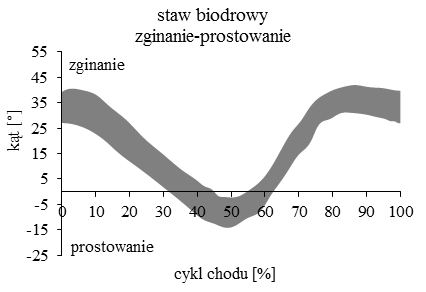 staw biodrowy
zginanie-prostowanie
55
45
35
25
15
5
-5
-15
-25
kąt [°]
zginanie
prostowanie
0 10 20 30 40 50 60 70 80 90 100
cykl chodu [%]